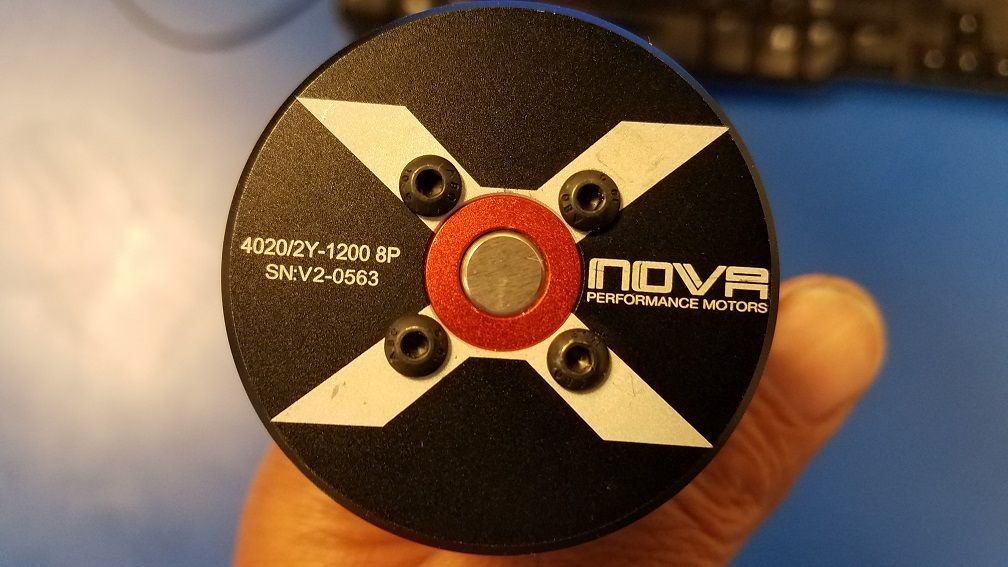 4020/2Y-1200 8P
SN:V2-0563
NOVA
PERFORMANCE MOTORS